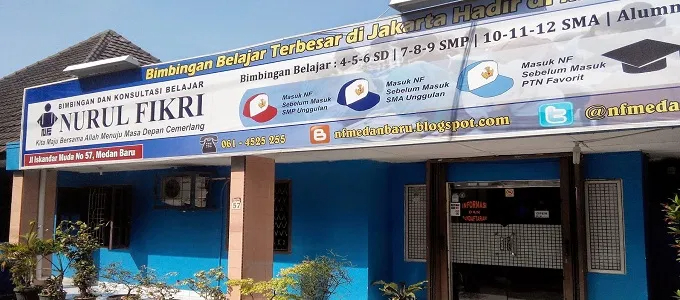 Bimbingan Belajar Terbesar di Jakarta Hadir di
BIMBINGAN DAN KONSULTASI BELAJAR
NURUL FIKRI
Kita Maju Bersama Allah Menuju Masa Depan Cemerlang
Jl Iskandar Muda No 57, Medan Baru
061 - 4525 255
Bimbingan Belajar : 4-5-6 SD | 7-8-9 SMP | 10-11-12 SMA | Alumn
Masuk NF
Sebelum Masuk
SMP Unggulan
Masuk NF
Sebelum Masuk
SMA Unggulan
Masuk NF
Sebelum Masuk
PTN Favorit
nfmedanbaru.blogspot.com
@nfmedan
57